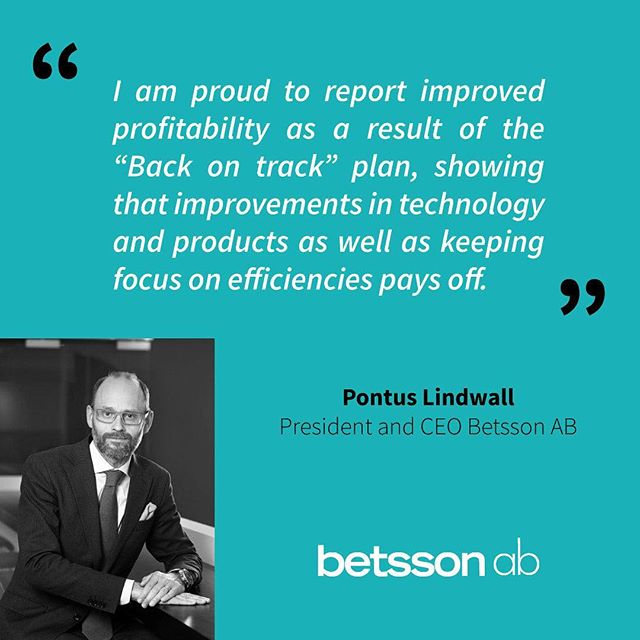 “
I am proud to report improved
profitability as a result of the
“Back on track” plan, showing
that improvements in technology
and products as well as keeping
focus on efficiencies pays off.
”
Pontus Lindwall
President and CEO Betsson AB
betsson ab